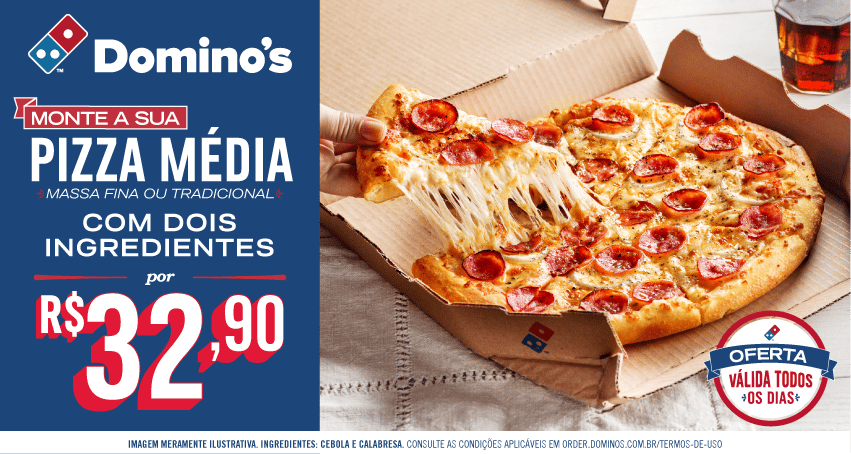 Domino's
TM
MONTE A SUA
PIZZA MÉDIA
MASSA FINA OU TRADICIONAL
COM DOIS
INGREDIENTES
por
R$32,90
OFERTA
VÁLIDA TODOS
OS DIAS
IMAGEM MERAMENTE ILUSTRATIVA. INGREDIENTES: CEBOLA E CALABRESA. CONSULTE AS CONDIÇÕES APLICÁVEIS EM ORDER.DOMINOS.COM.BR/TERMOS-DE-USO